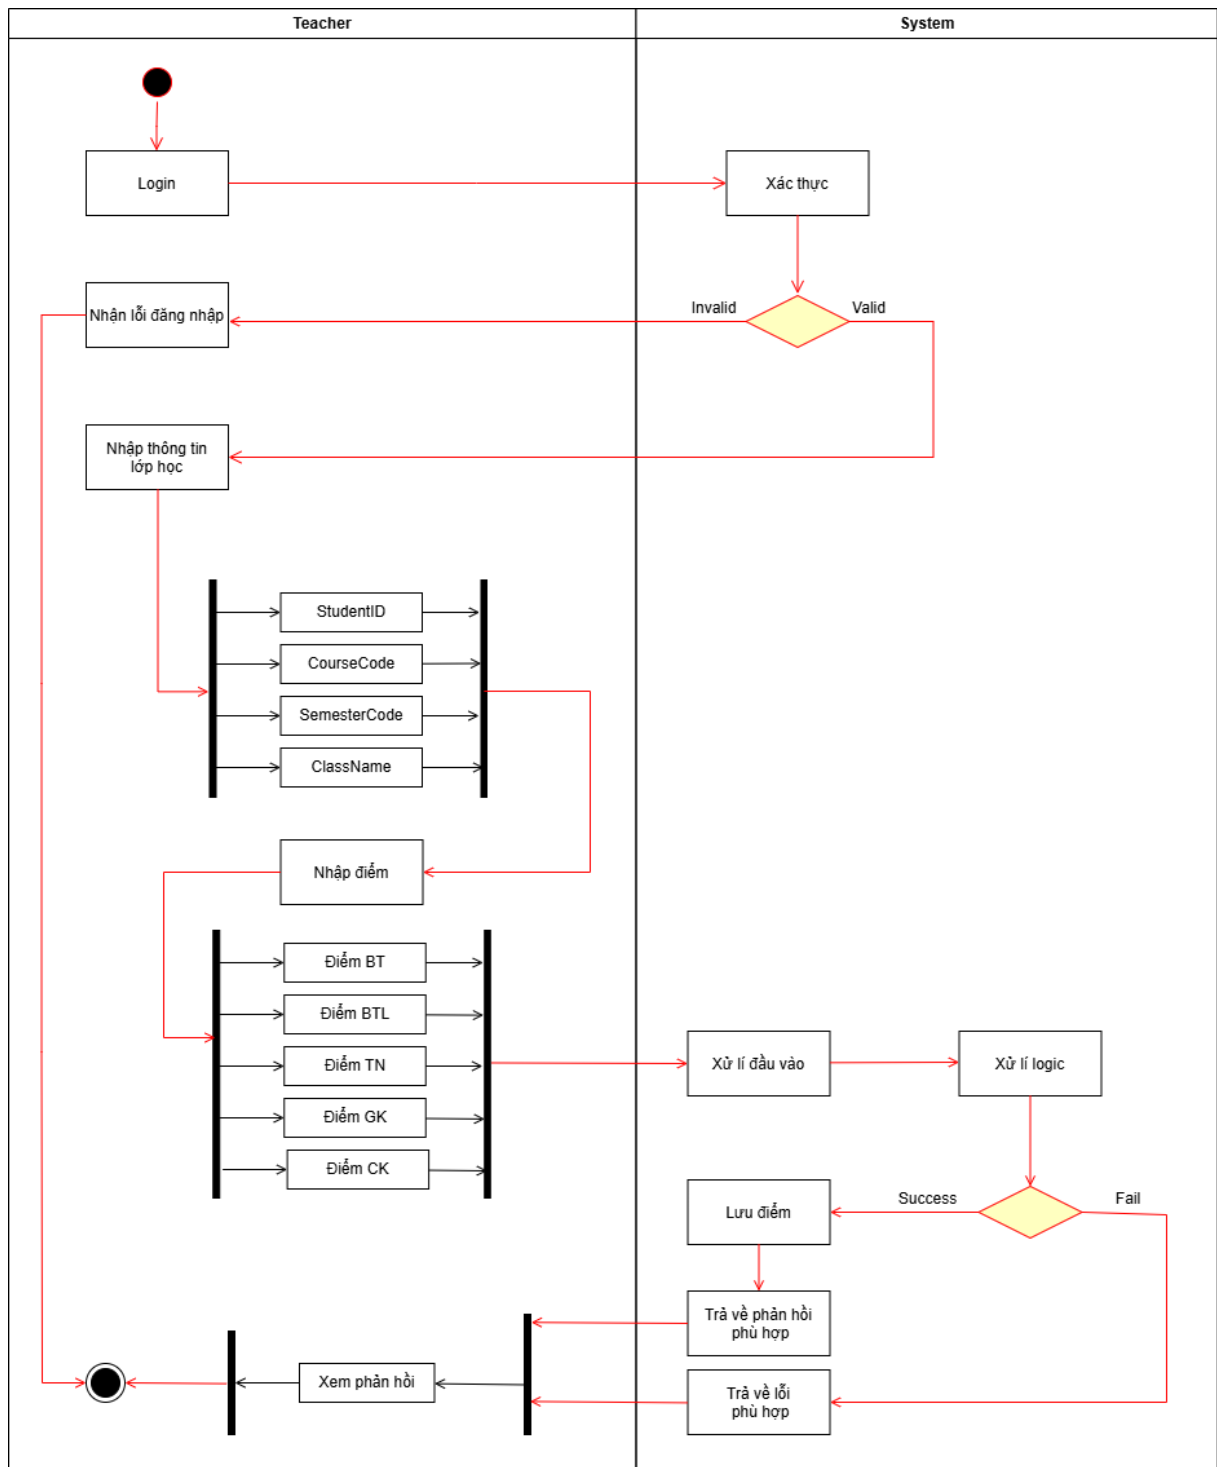 Teacher
System
Login
Xác thực
Invalid
Valid
Nhận lỗi đăng nhập
Nhập thông tin
lớp học
StudentID
CourseCode
SemesterCode
ClassName
Nhập điểm
Điểm BT
Điểm BTL
Điểm TN
Điểm GK
Điểm CK
Xử lí đầu vào
Xử lí logic
Success
Fail
Lưu điểm
Trả về phản hồi
phù hợp
Xem phản hồi
Trả về lỗi
phù hợp